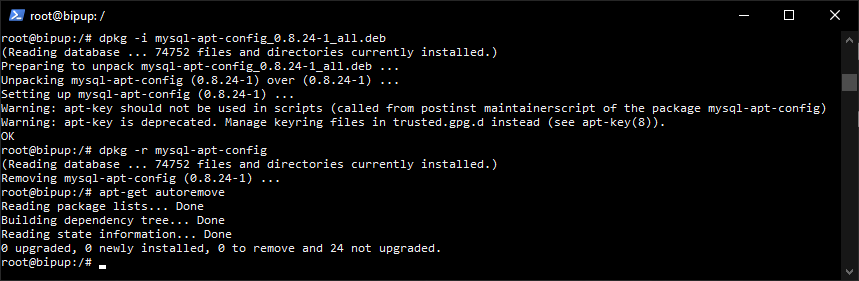 root@bipup: /
root@bipup:/# dpkg -i mysql-apt-config_0.8.24-1_all.deb
(Reading database ... 74752 files and directories currently installed.)
Preparing to unpack mysql-apt-config_0.8.24-1_all.deb ...
Unpacking mysql-apt-config (0.8.24-1) over (0.8.24-1) ...
Setting up mysql-apt-config (0.8.24-1) ...
Warning: apt-key should not be used in scripts (called from postinst maintainerscript of the package mysql-apt-config)
Warning: apt-key is deprecated. Manage keyring files in trusted.gpg.d instead (see apt-key(8)).
OK
root@bipup:/# dpkg -r mysql-apt-config
(Reading database ... 74752 files and directories currently installed.)
Removing mysql-apt-config (0.8.24-1) ...
root@bipup:/# apt-get autoremove
Reading package lists... Done
Building dependency tree... Done
Reading state information... Done
0 upgraded, 0 newly installed, 0 to remove and 24 not upgraded.
root@bipup:/#